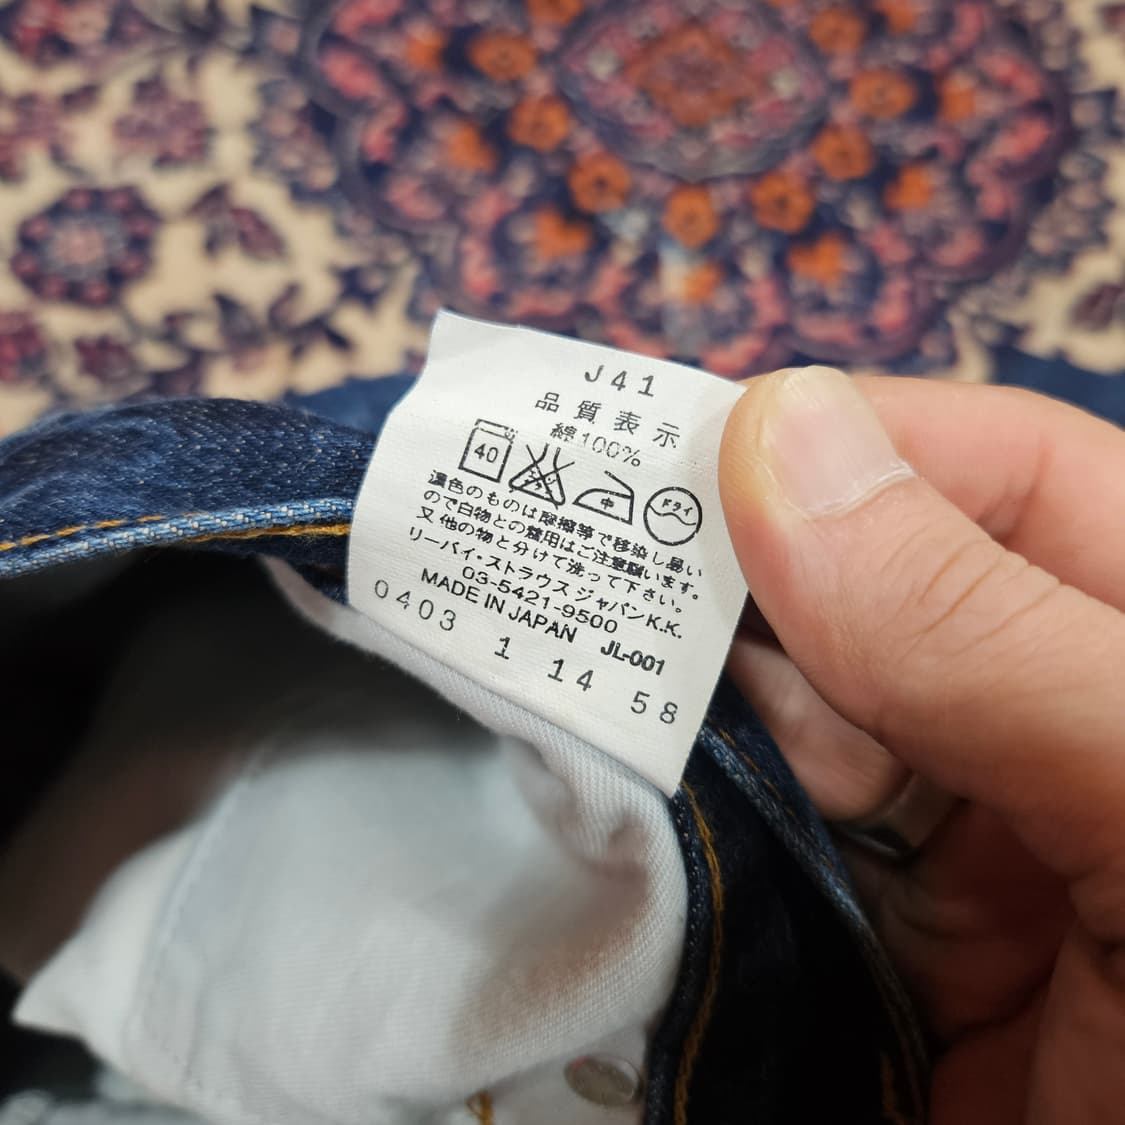 J41
品質表示
綿100%
40 中 ドライ
濃色のものは摩擦等で移染し易い
ので白物との着用はご注意願います。
又他の物と分けて洗って下さい。
リーバイ・ストラウス ジャパンK.K.
03-5421-9500
MADE IN JAPAN JL-001
0403 1 14 58